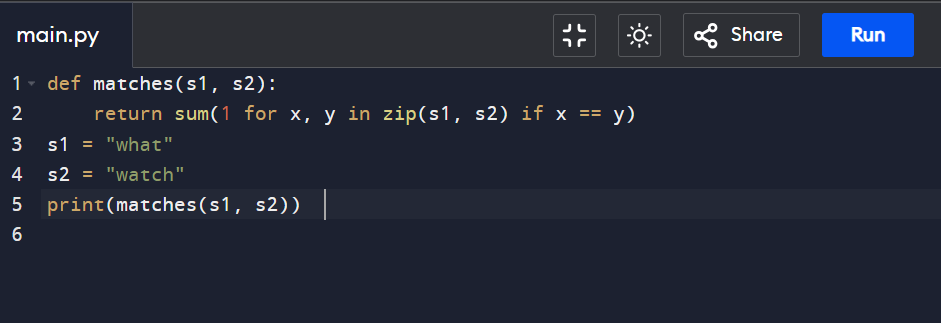 main.py Share Run
1 def matches(s1, s2):
2     return sum(1 for x, y in zip(s1, s2) if x == y)
3 s1 = "what"
4 s2 = "watch"
5 print(matches(s1, s2))
6